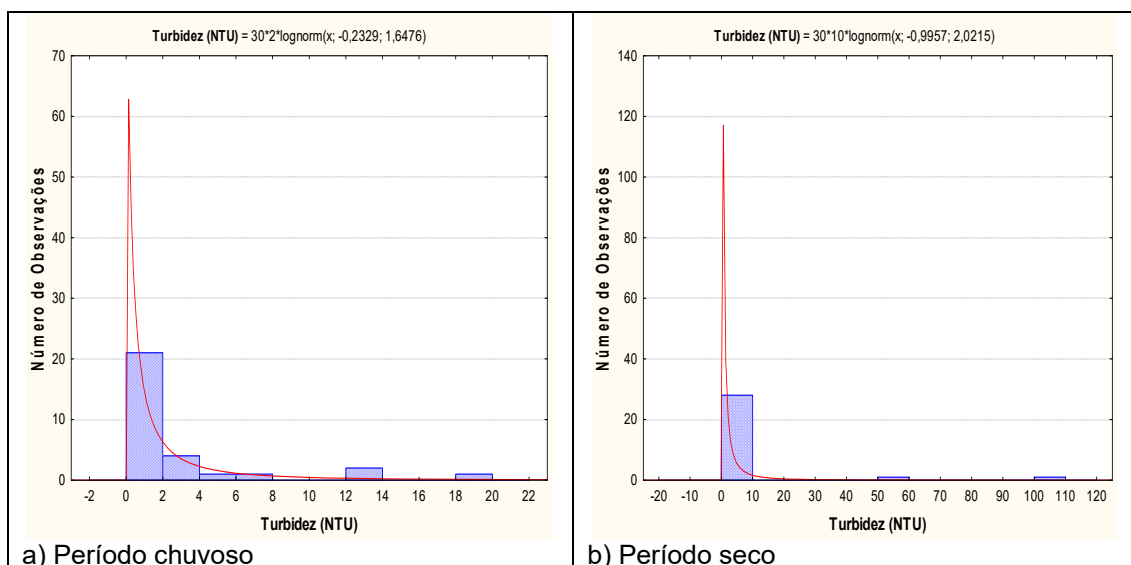 Turbidez (NTU) = 30*2*lognorm(x; -0,2329; 1,6476)
70
60
50
40
30
20
10
0
Número de Observações
-2 0 2 4 6 8 10 12 14 16 18 20 22
Turbidez (NTU)
a) Período chuvoso
Turbidez (NTU) = 30*10*lognorm(x; -0,9957; 2,0215)
140
120
100
80
60
40
20
0
Número de Observações
-20 -10 0 10 20 30 40 50 60 70 80 90 100 110 120
Turbidez (NTU)
b) Período seco